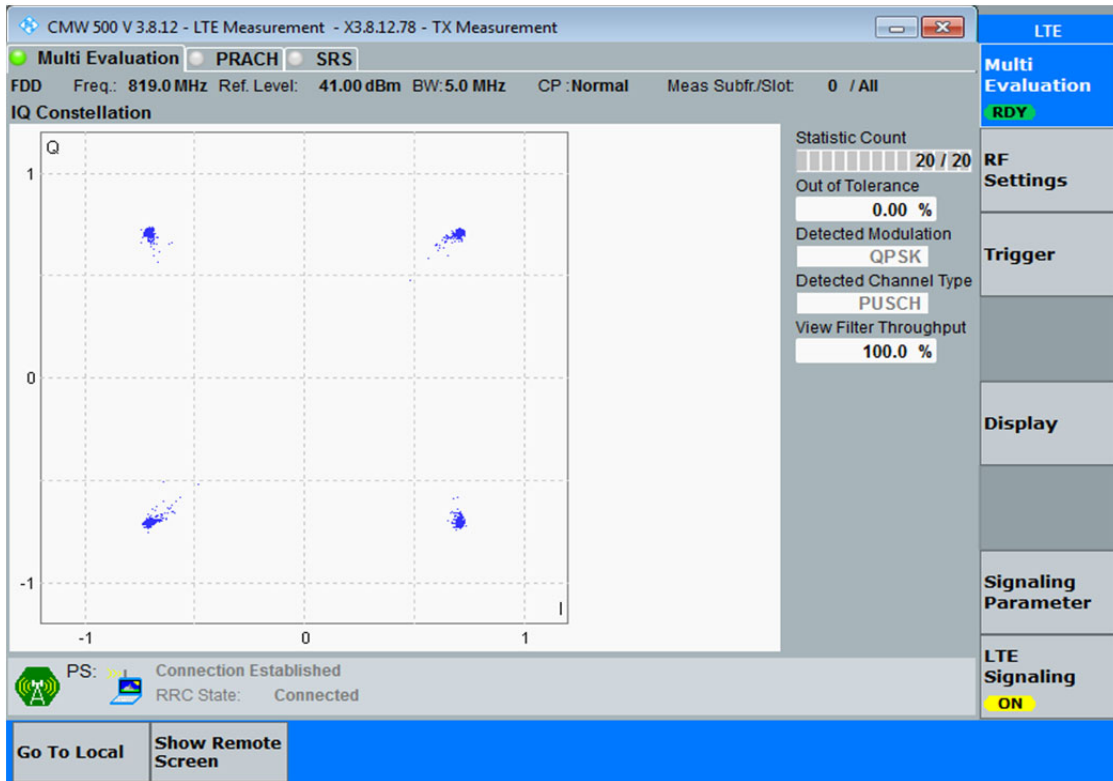 CMW 500 V 3.8.12 - LTE Measurement - X3.8.12.78 - TX Measurement
LTE
Multi Evaluation PRACH SRS
FDD Freq.: 819.0 MHz Ref. Level: 41.00 dBm BW: 5.0 MHz CP : Normal Meas Subfr./Slot: 0 / All
IQ Constellation
Q
1
0
-1
I
-1 0 1
Statistic Count
20 / 20
Out of Tolerance
0.00 %
Detected Modulation
QPSK
Detected Channel Type
PUSCH
View Filter Throughput
100.0 %
Multi
Evaluation
RDY
RF
Settings
Trigger
Display
Signaling
Parameter
LTE
Signaling
ON
PS: Connection Established
RRC State: Connected
Go To Local
Show Remote
Screen